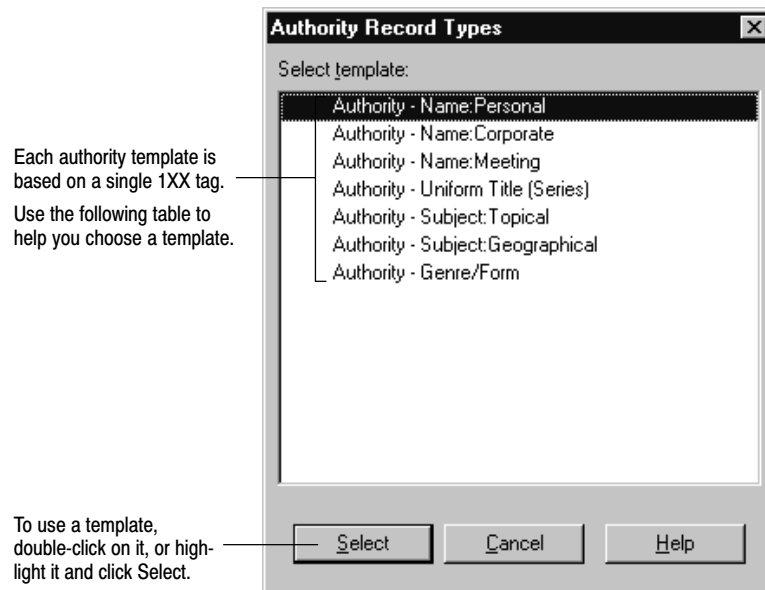 Authority Record Types
Select template:
Authority - Name:Personal
Authority - Name:Corporate
Authority - Name:Meeting
Authority - Uniform Title (Series)
Authority - Subject:Topical
Authority - Subject:Geographical
Authority - Genre/Form
Each authority template is
based on a single 1XX tag.
Use the following table to
help you choose a template.
To use a template,
double-click on it, or high-
light it and click Select.
Select
Cancel
Help